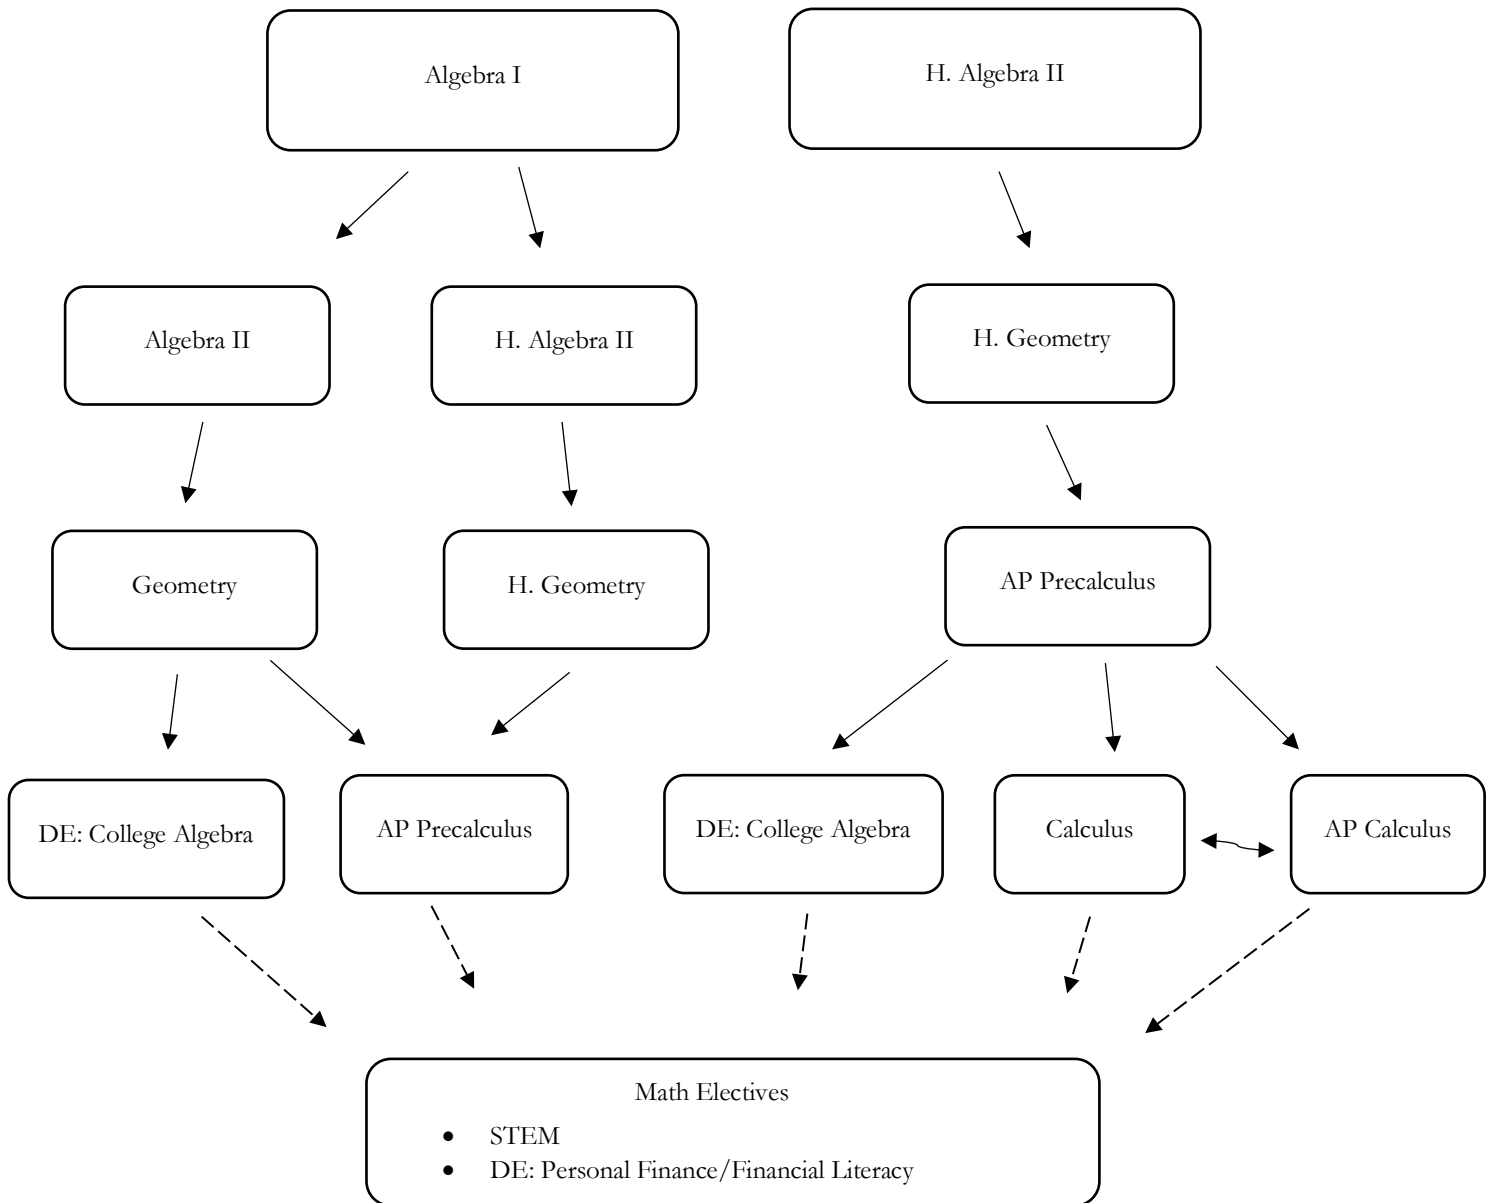 Algebra I
H. Algebra II
Algebra II
H. Algebra II
H. Geometry
Geometry
H. Geometry
AP Precalculus
DE: College Algebra
AP Precalculus
DE: College Algebra
Calculus
AP Calculus
Math Electives
• STEM
• DE: Personal Finance/Financial Literacy